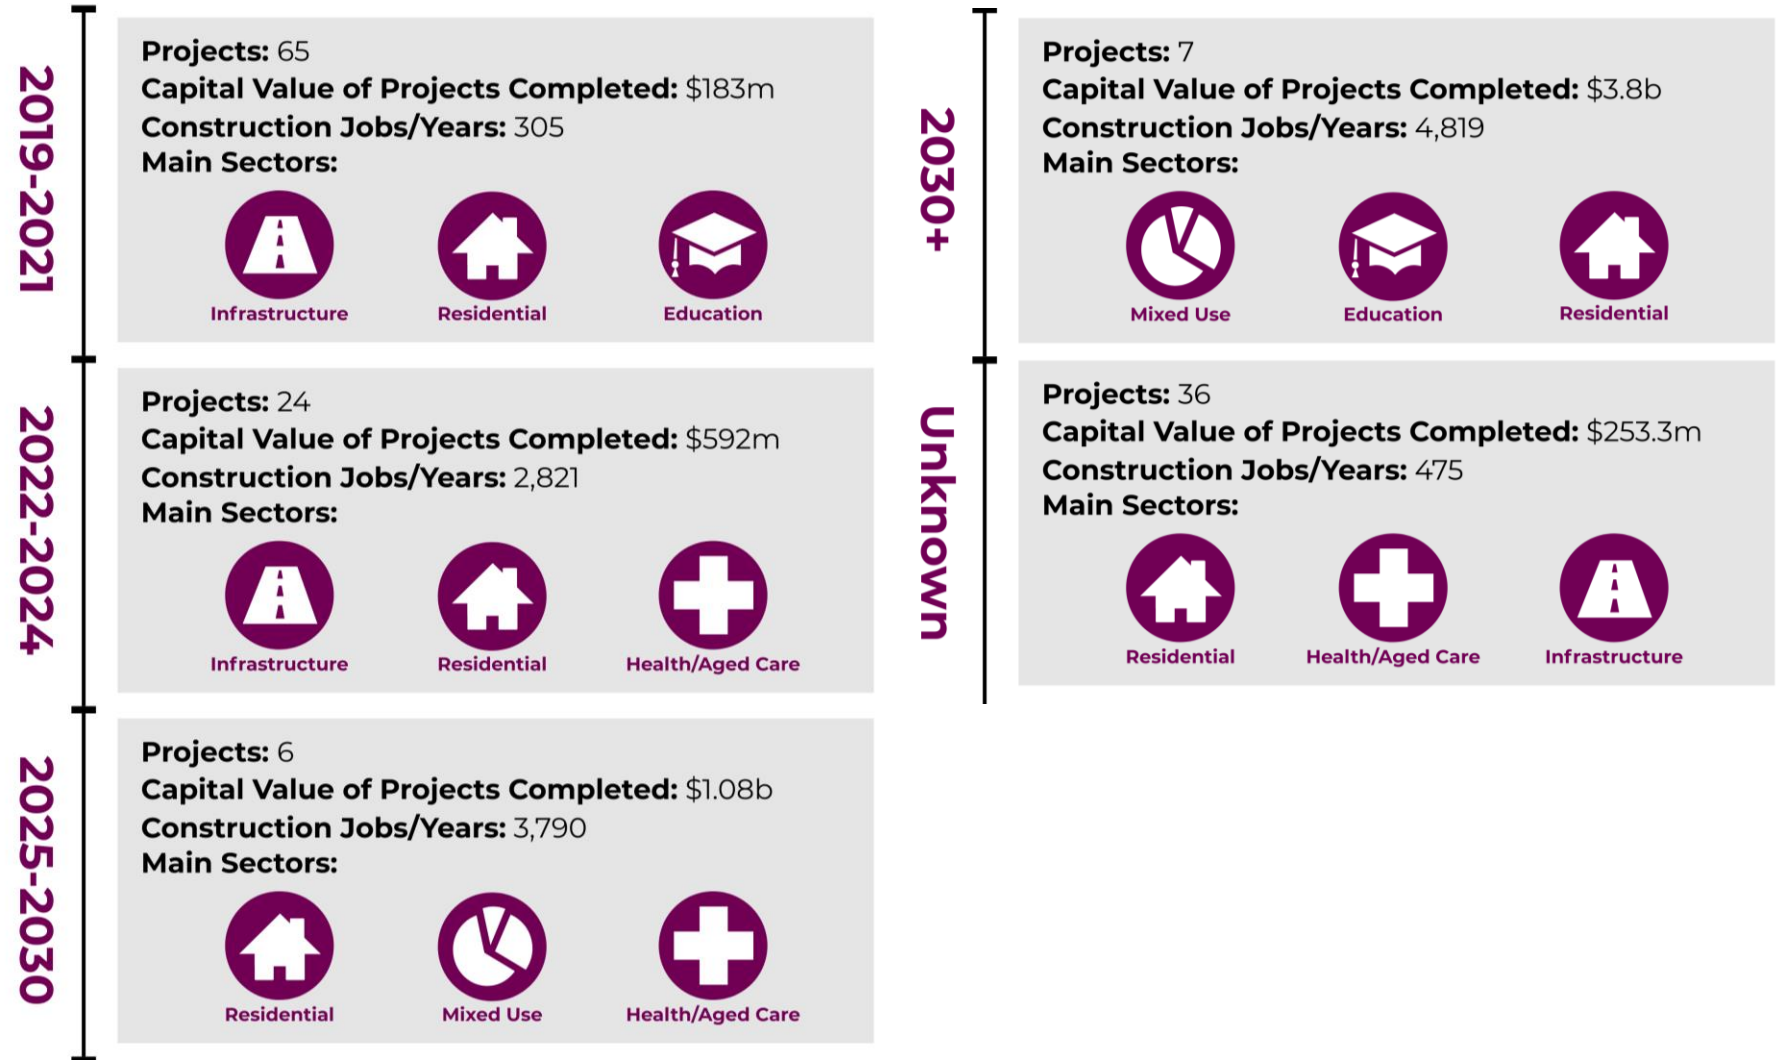 2019-2021
Projects: 65
Capital Value of Projects Completed: $183m
Construction Jobs/Years: 305
Main Sectors:
Infrastructure
Residential
Education
2022-2024
Projects: 24
Capital Value of Projects Completed: $592m
Construction Jobs/Years: 2,821
Main Sectors:
Infrastructure
Residential
Health/Aged Care
2025-2030
Projects: 6
Capital Value of Projects Completed: $1.08b
Construction Jobs/Years: 3,790
Main Sectors:
Residential
Mixed Use
Health/Aged Care
2030+
Projects: 7
Capital Value of Projects Completed: $3.8b
Construction Jobs/Years: 4,819
Main Sectors:
Mixed Use
Education
Residential
Unknown
Projects: 36
Capital Value of Projects Completed: $253.3m
Construction Jobs/Years: 475
Main Sectors:
Residential
Health/Aged Care
Infrastructure